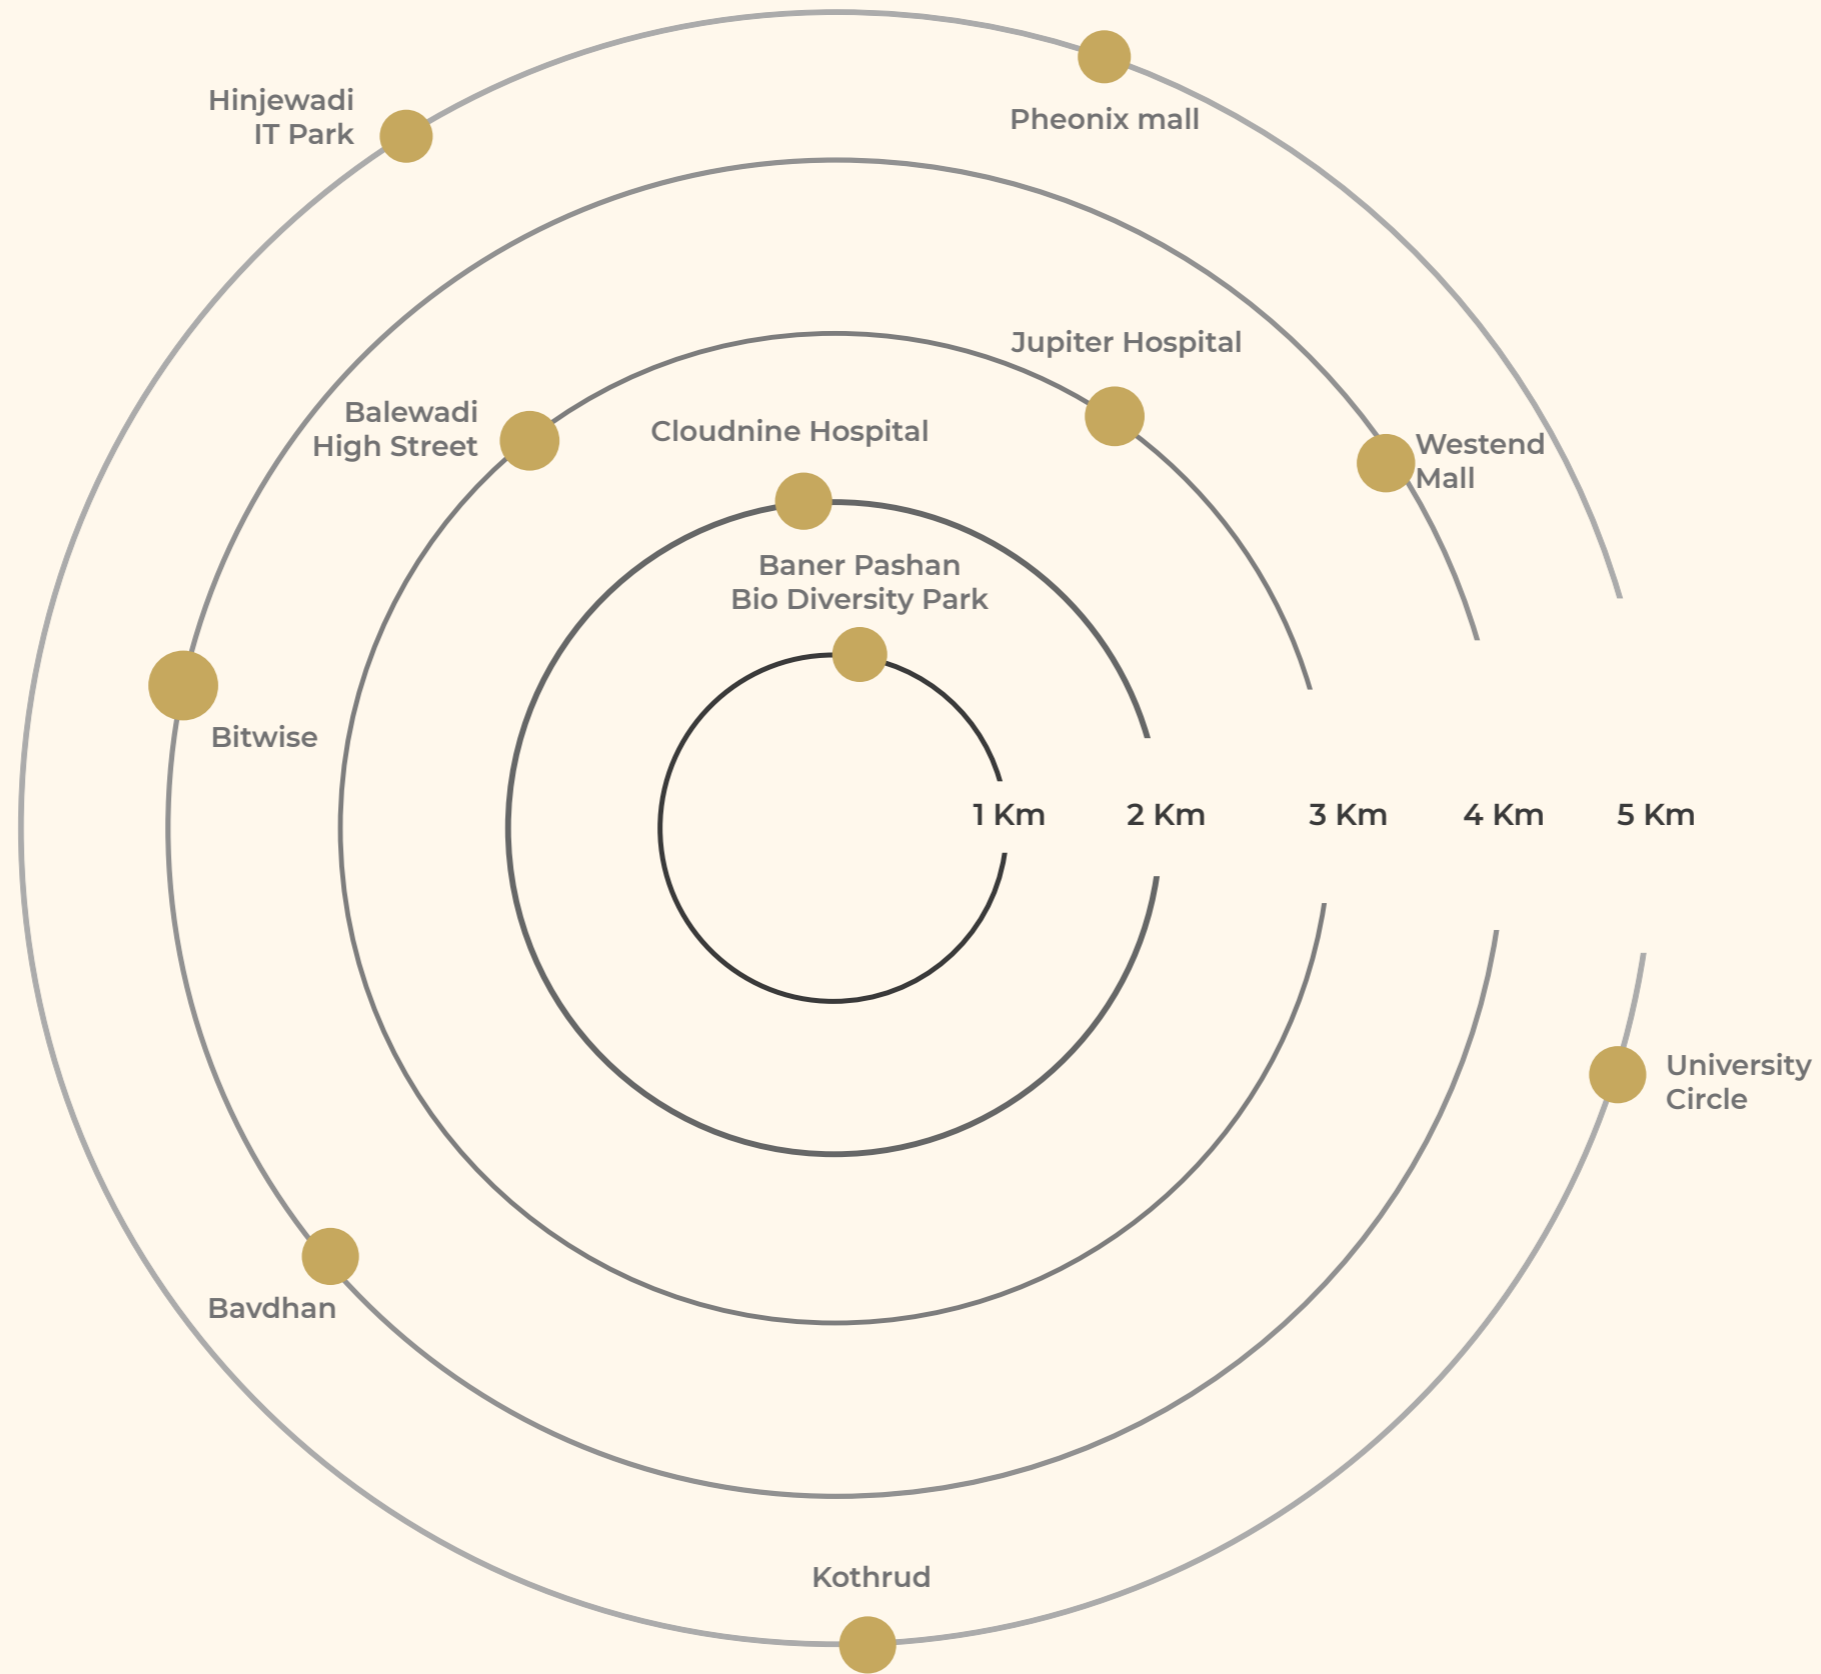 Hinjewadi
IT Park
Pheonix mall
Jupiter Hospital
Balewadi
High Street
Cloudnine Hospital
Westend
Mall
Baner Pashan
Bio Diversity Park
Bitwise
1 Km
2 Km
3 Km
4 Km
5 Km
University
Circle
Bavdhan
Kothrud